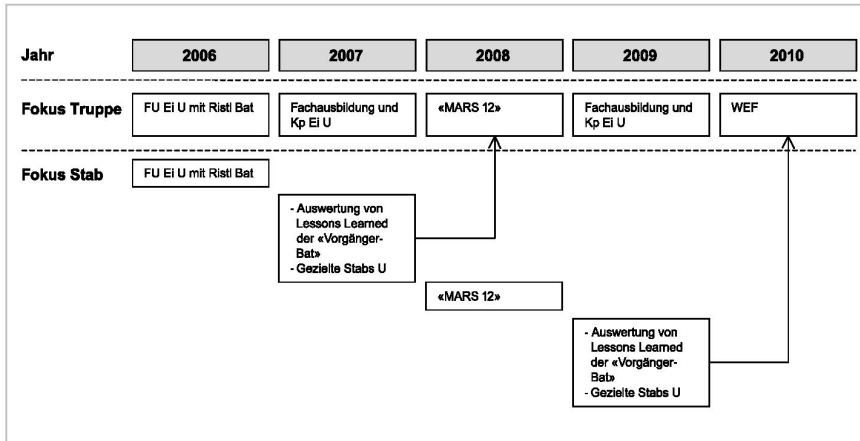 Jahr 2006 2007 2008 2009 2010
Fokus Truppe FU Ei U mit Ristl Bat Fachausbildung und «MARS 12» Fachausbildung und WEF
Kp Ei U Kp Ei U
Fokus Stab FU Ei U mit Ristl Bat
- Auswertung von
Lessons Learned
der «Vorgänger-
Bat»
- Gezielte Stabs U
«MARS 12»
- Auswertung von
Lessons Learned
der «Vorgänger-
Bat»
- Gezielte Stabs U